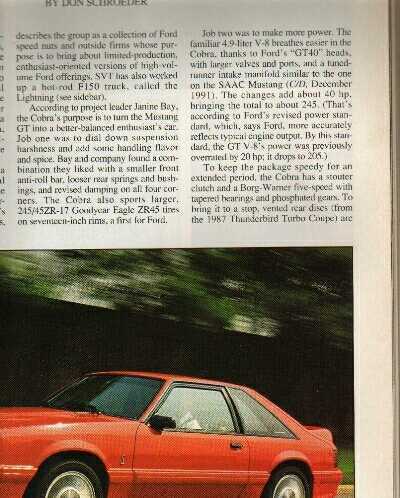 BY DON SCHROEDER
describes the group as a collection of Ford
speed nuts and outside firms whose pur-
pose is to bring about limited-production,
enthusiast-oriented versions of high-vol-
ume Ford offerings. SVT has also worked
up a hot-rod F150 truck, called the
Lightning (see sidebar).
According to project leader Janine Bay,
the Cobra's purpose is to turn the Mustang
GT into a better-balanced enthusiast's car.
Job one was to dial down suspension
harshness and add some handling flavor
and spice. Bay and company found a com-
bination they liked with a smaller front
anti-roll bar, looser rear springs and bush-
ings, and revised damping on all four cor-
ners. The Cobra also sports larger,
245/45ZR-17 Goodyear Eagle ZR45 tires
on seventeen-inch rims, a first for Ford.
Job two was to make more power. The
familiar 4.9-liter V-8 breathes easier in the
Cobra, thanks to Ford's "GT40" heads,
with larger valves and ports, and a tuned-
runner intake manifold similar to the one
on the SAAC Mustang (C/D, December
1991). The changes add about 40 hp,
bringing the total to about 245. (That's
according to Ford's revised power stan-
dard, which, says Ford, more accurately
reflects typical engine output. By this stan-
dard, the GT V-8's power was previously
overrated by 20 hp; it drops to 205.)
To keep the package speedy for an
extended period, the Cobra has a stouter
clutch and a Borg-Warner five-speed with
tapered bearings and phosphated gears. To
bring it to a stop, vented rear discs (from
the 1987 Thunderbird Turbo Coupe) are